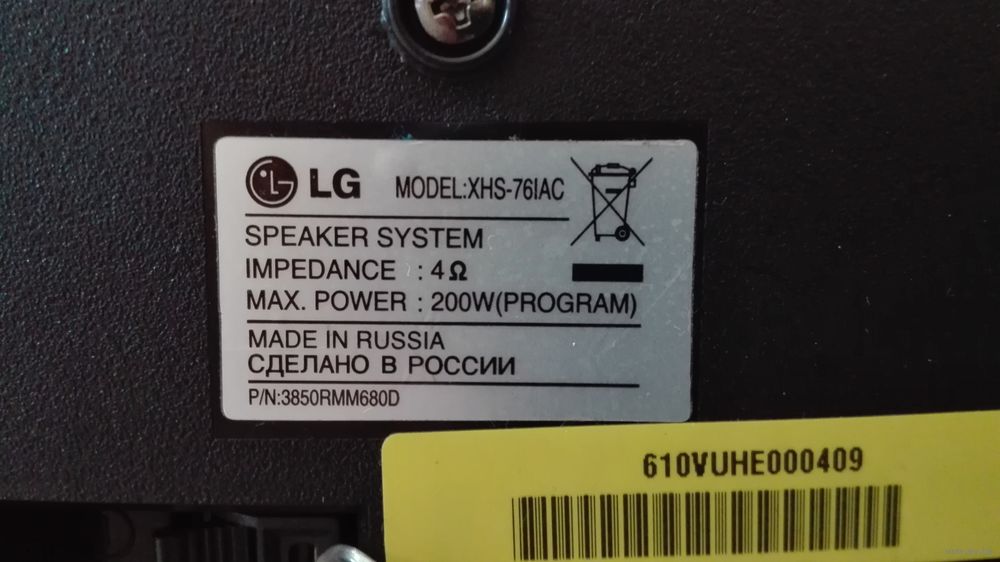 LG MODEL:XHS-76IAC
SPEAKER SYSTEM
IMPEDANCE : 4Ω
MAX. POWER : 200W(PROGRAM)
MADE IN RUSSIA
СДЕЛАНО В РОССИИ
P/N:3850RMM680D
610VUHE000409